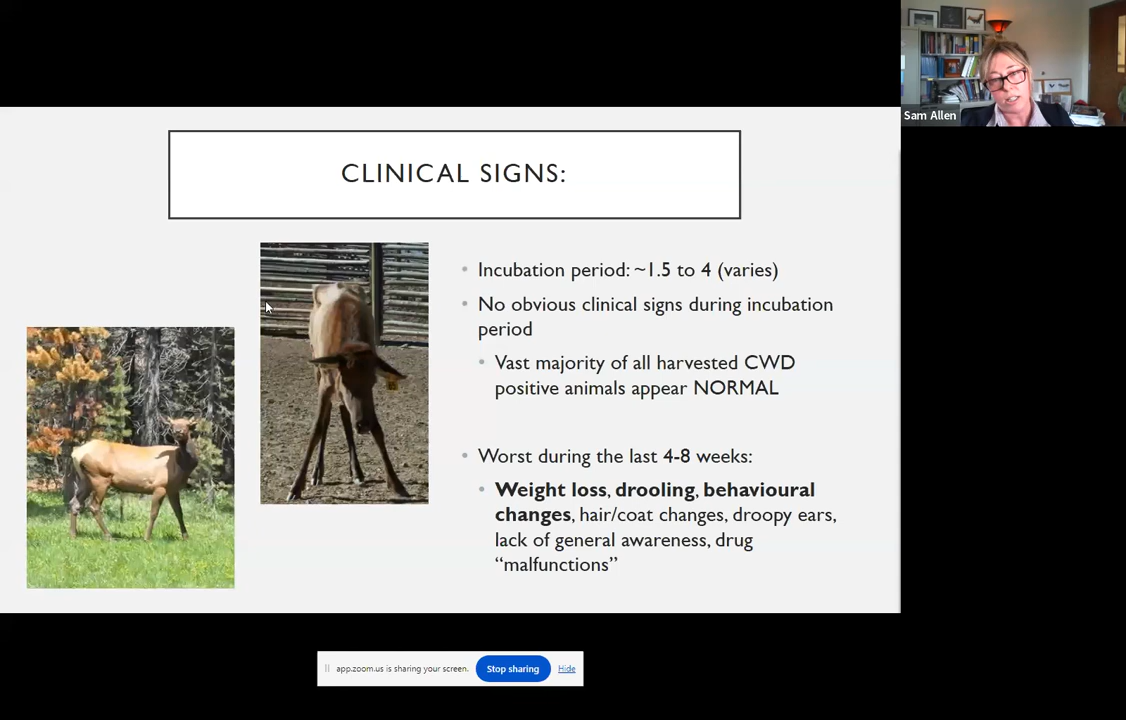 Sam Allen
CLINICAL SIGNS:
• Incubation period: ~1.5 to 4 (varies)
• No obvious clinical signs during incubation
period
• Vast majority of all harvested CWD
positive animals appear NORMAL
• Worst during the last 4-8 weeks:
• Weight loss, drooling, behavioural
changes, hair/coat changes, droopy ears,
lack of general awareness, drug
“malfunctions”
app.zoom.us is sharing your screen.
Stop sharing
Hide